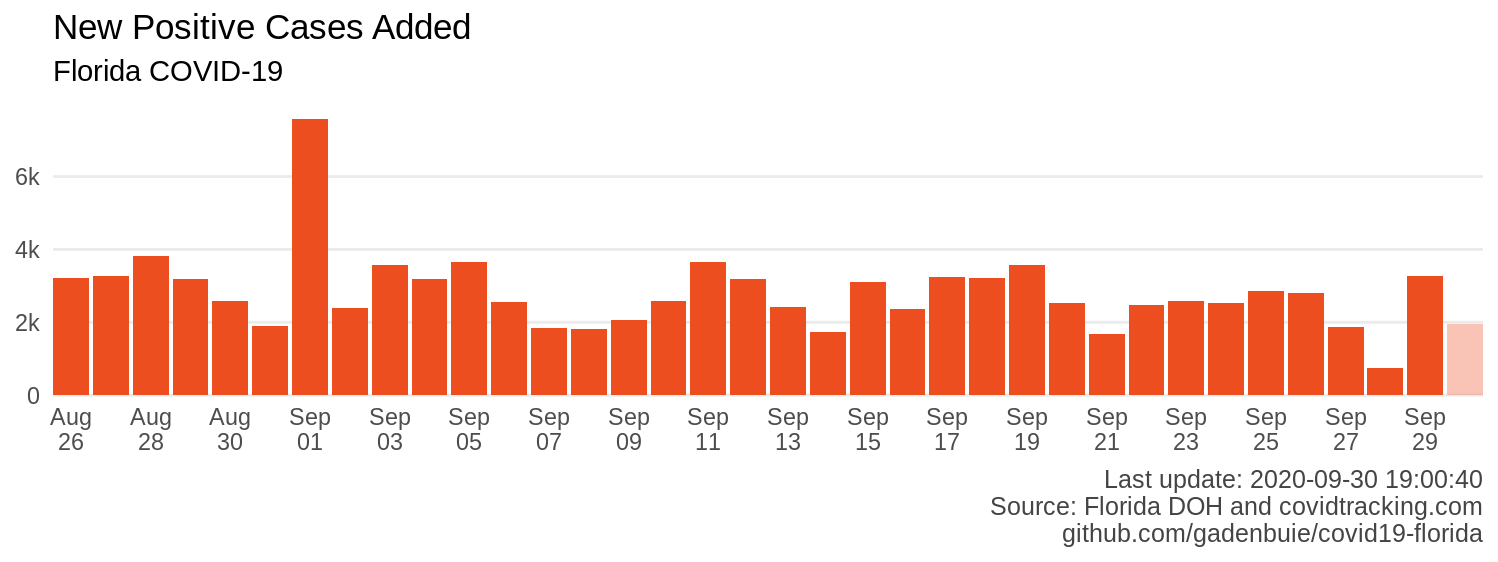 New Positive Cases Added
Florida COVID-19
6k
4k
2k
0
Aug Aug Aug Sep Sep Sep Sep Sep Sep Sep Sep Sep Sep Sep Sep Sep Sep Sep
26 28 30 01 03 05 07 09 11 13 15 17 19 21 23 25 27 29
Last update: 2020-09-30 19:00:40
Source: Florida DOH and covidtracking.com
github.com/gadenbuie/covid19-florida